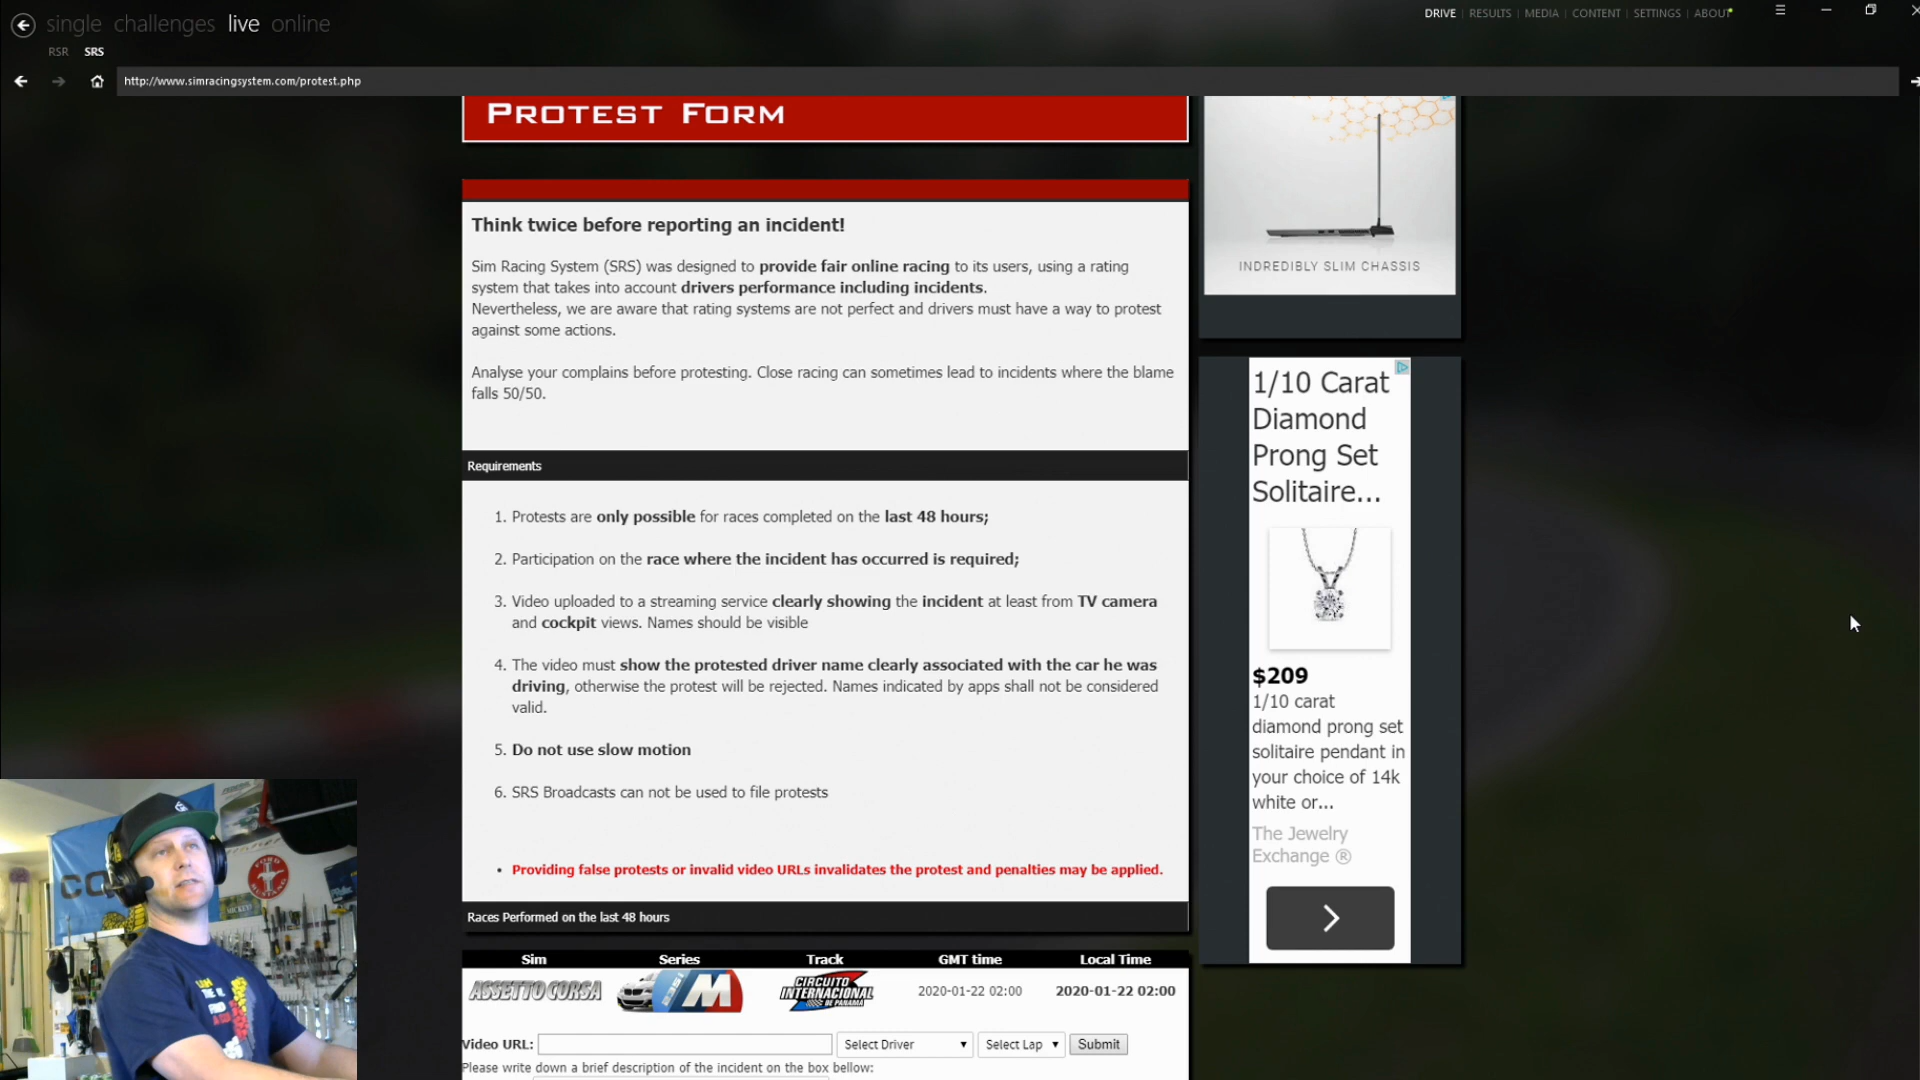 single challenges live online
DRIVE RESULTS MEDIA CONTENT SETTINGS ABOUT
RSR SRS
http://www.simracingsystem.com/protest.php
PROTEST FORM
Think twice before reporting an incident!
Sim Racing System (SRS) was designed to provide fair online racing to its users, using a rating
system that takes into account drivers performance including incidents.
Nevertheless, we are aware that rating systems are not perfect and drivers must have a way to protest
against some actions.
Analyse your complains before protesting. Close racing can sometimes lead to incidents where the blame
falls 50/50.
Requirements
1. Protests are only possible for races completed on the last 48 hours;
2. Participation on the race where the incident has occurred is required;
3. Video uploaded to a streaming service clearly showing the incident at least from TV camera
and cockpit views. Names should be visible
4. The video must show the protested driver name clearly associated with the car he was
driving, otherwise the protest will be rejected. Names indicated by apps shall not be considered
valid.
5. Do not use slow motion
6. SRS Broadcasts can not be used to file protests
• Providing false protests or invalid video URLs invalidates the protest and penalties may be applied.
Races Performed on the last 48 hours
Sim Series Track GMT time Local Time
ASSETTO CORSA M235i M CIRCUITO INTERNACIONAL DE PANAMA 2020-01-22 02:00 2020-01-22 02:00
Video URL: Select Driver Select Lap Submit
Please write down a brief description of the incident on the box bellow:
INDREDIBLY SLIM CHASSIS
1/10 Carat
Diamond
Prong Set
Solitaire...
$209
1/10 carat
diamond prong set
solitaire pendant in
your choice of 14k
white or...
The Jewelry
Exchange ®
FORD
MUSTANG